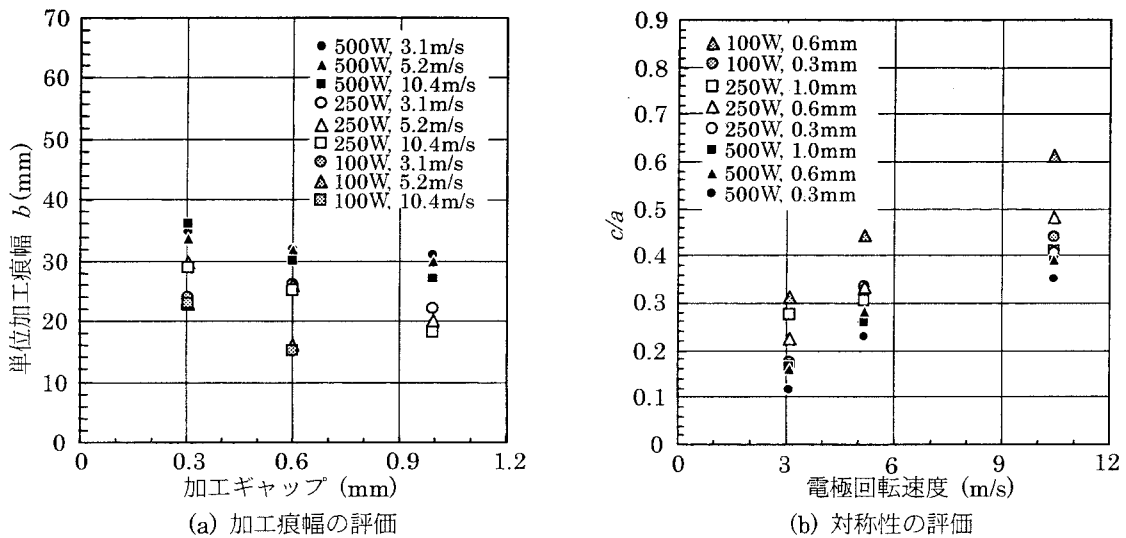 70
60
50
40
30
20
10
0
単位加工痕幅 b (mm)
500W, 3.1m/s
500W, 5.2m/s
500W, 10.4m/s
250W, 3.1m/s
250W, 5.2m/s
250W, 10.4m/s
100W, 3.1m/s
100W, 5.2m/s
100W, 10.4m/s
0 0.3 0.6 0.9 1.2
加工ギャップ (mm)
(a) 加工痕幅の評価
0.9
0.8
0.7
0.6
0.5
0.4
0.3
0.2
0.1
0
c/a
100W, 0.6mm
100W, 0.3mm
250W, 1.0mm
250W, 0.6mm
250W, 0.3mm
500W, 1.0mm
500W, 0.6mm
500W, 0.3mm
0 3 6 9 12
電極回転速度 (m/s)
(b) 対称性の評価